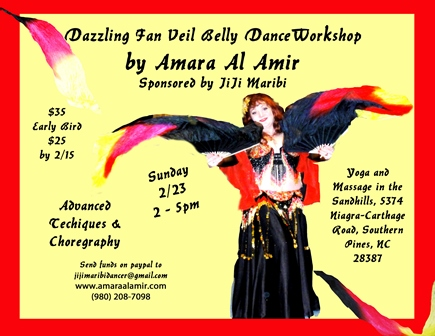 Dazzling Fan Veil Belly DanceWorkshop
by Amara Al Amir
Sponsored by JiJi Maribi
$35
Early Bird
$25
by 2/15
Sunday
2/23
2 - 5pm
Advanced
Techiques &
Choregraphy
Yoga and
Massage in the
Sandhills, 5374
Niagra-Carthage
Road, Southern
Pines, NC
28387
Send funds on paypal to
jijimaribidancer@gmail.com
www.amaraalamir.com
(980) 208-7098